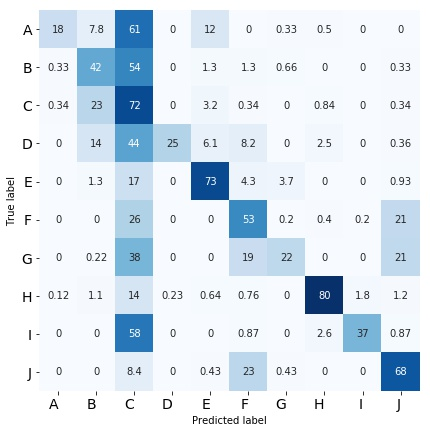 A 18 7.8 61 0 12 0 0.33 0.5 0 0
B 0.33 42 54 0 1.3 1.3 0.66 0 0 0.33
C 0.34 23 72 0 3.2 0.34 0 0.84 0 0.34
D 0 14 44 25 6.1 8.2 0 2.5 0 0.36
E 0 1.3 17 0 73 4.3 3.7 0 0 0.93
True label
F 0 0 26 0 0 53 0.2 0.4 0.2 21
G 0 0.22 38 0 0 19 22 0 0 21
H 0.12 1.1 14 0.23 0.64 0.76 0 80 1.8 1.2
I 0 0 58 0 0 0.87 0 2.6 37 0.87
J 0 0 8.4 0 0.43 23 0.43 0 0 68
A B C D E F G H I J
Predicted label